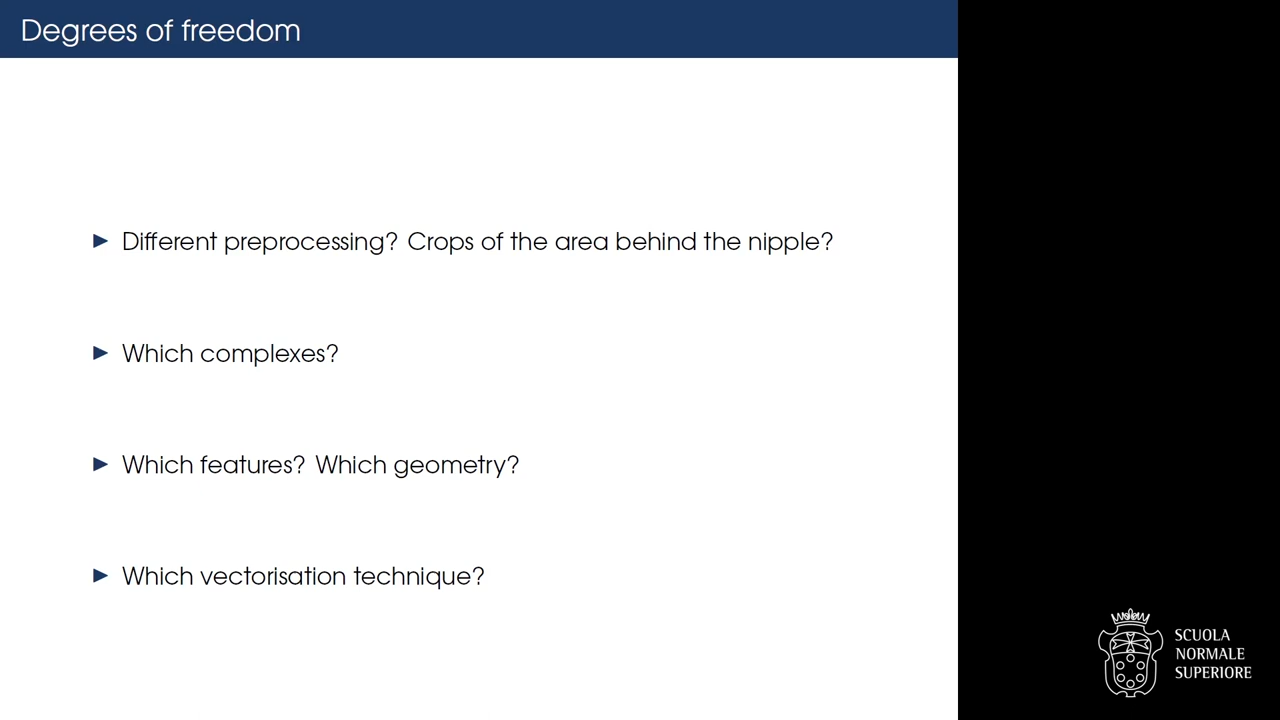 Degrees of freedom
Different preprocessing? Crops of the area behind the nipple?
Which complexes?
Which features? Which geometry?
Which vectorisation technique?
SCUOLA
NORMALE
SUPERIORE